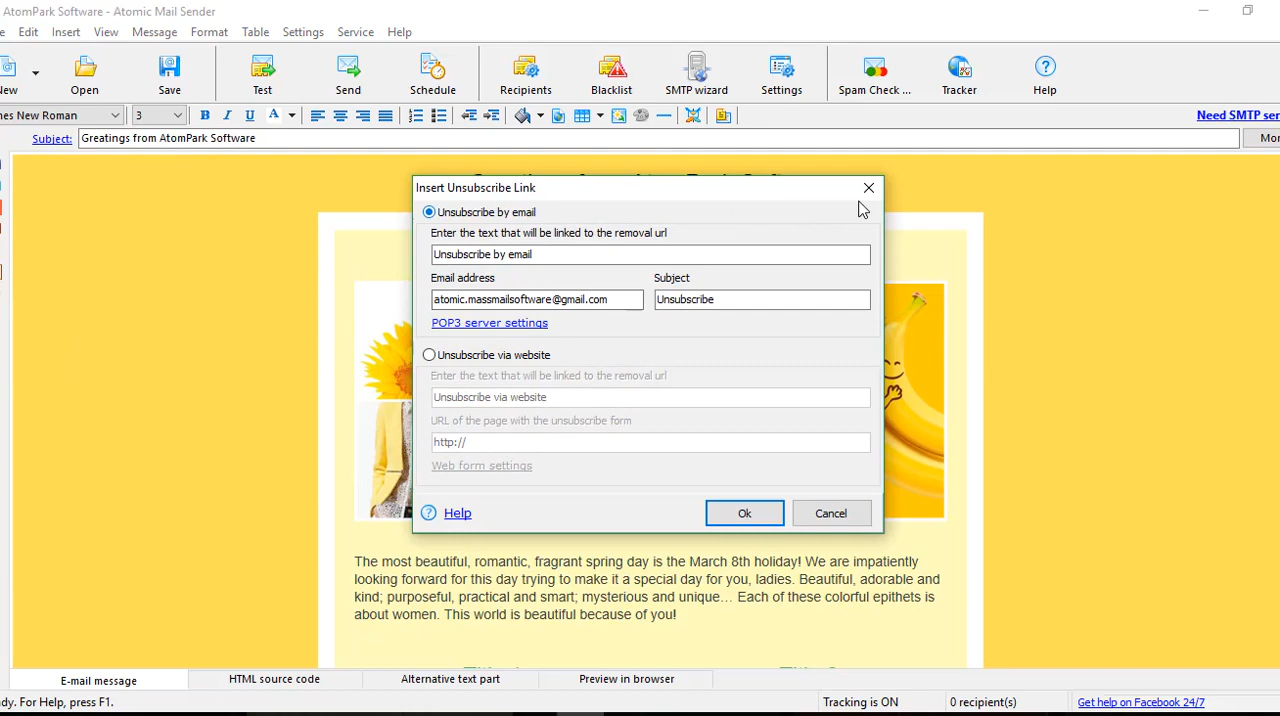 AtomPark Software - Atomic Mail Sender
Edit Insert View Message Format Table Settings Service Help
New Open Save Test Send Schedule Recipients Blacklist SMTP wizard Settings Spam Check ... Tracker Help
nes New Roman 3 B I A Need SMTP ser
Subject: Greatings from AtomPark Software Mor
Insert Unsubscribe Link
Unsubscribe by email
Enter the text that will be linked to the removal url
Unsubscribe by email
Email address Subject
atomic.massmailsoftware@gmail.com Unsubscribe
POP3 server settings
Unsubscribe via website
Enter the text that will be linked to the removal url
Unsubscribe via website
URL of the page with the unsubscribe form
http://
Web form settings
? Help Ok Cancel
The most beautiful, romantic, fragrant spring day is the March 8th holiday! We are impatiently
looking forward for this day trying to make it a special day for you, ladies. Beautiful, adorable and
kind; purposeful, practical and smart; mysterious and unique… Each of these colorful epithets is
about women. This world is beautiful because of you!
E-mail message HTML source code Alternative text part Preview in browser
dy. For Help, press F1. Tracking is ON 0 recipient(s) Get help on Facebook 24/7